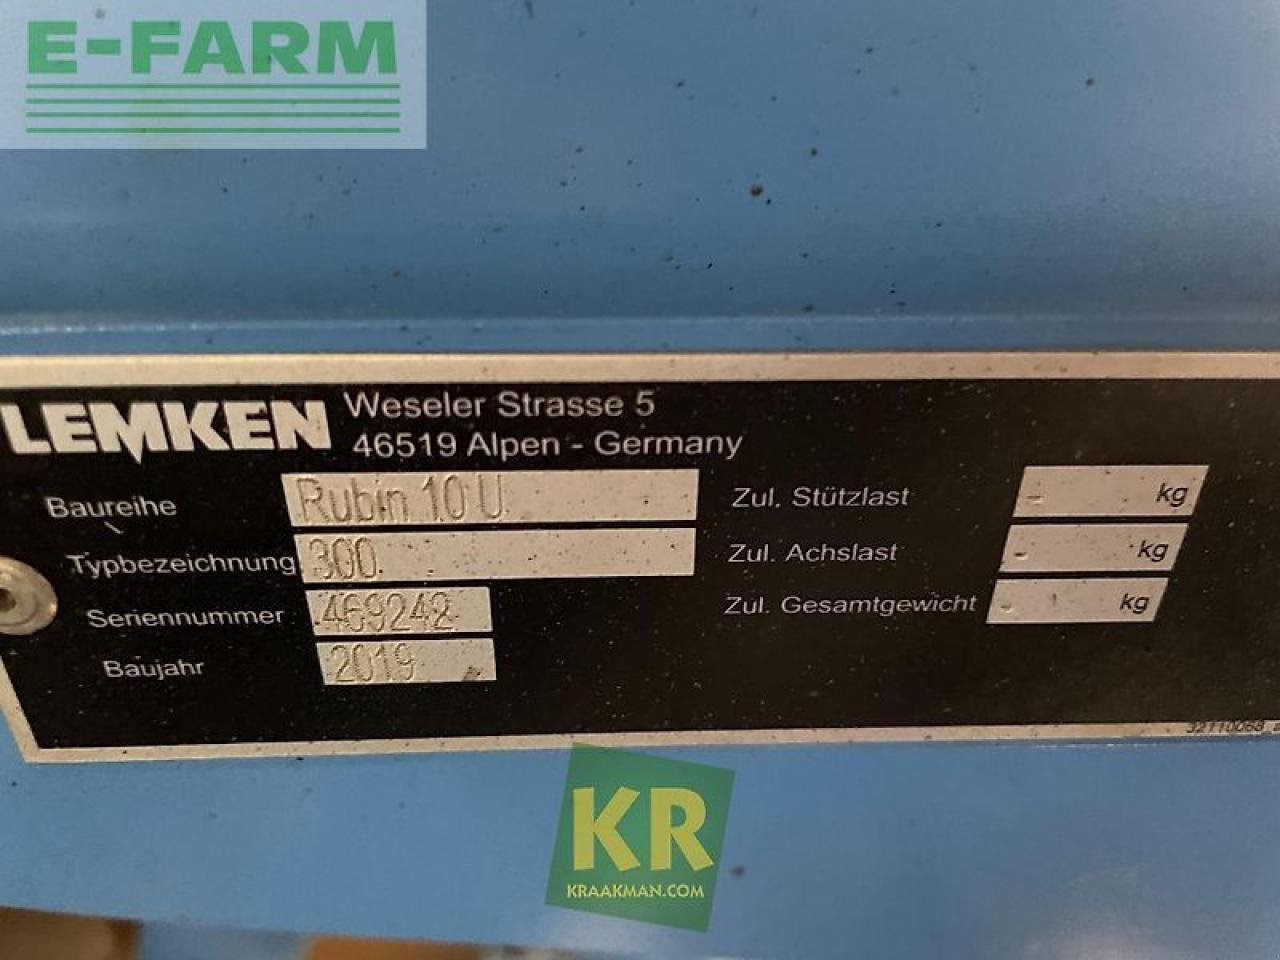 E-FARM
LEMKEN Weseler Strasse 5
46519 Alpen - Germany
Baureihe Rubin 10 U
Typbezeichnung 300
Seriennummer 469242
Baujahr 2019
Zul. Stützlast - kg
Zul. Achslast - kg
Zul. Gesamtgewicht - kg
KR
KRAAKMAN.COM